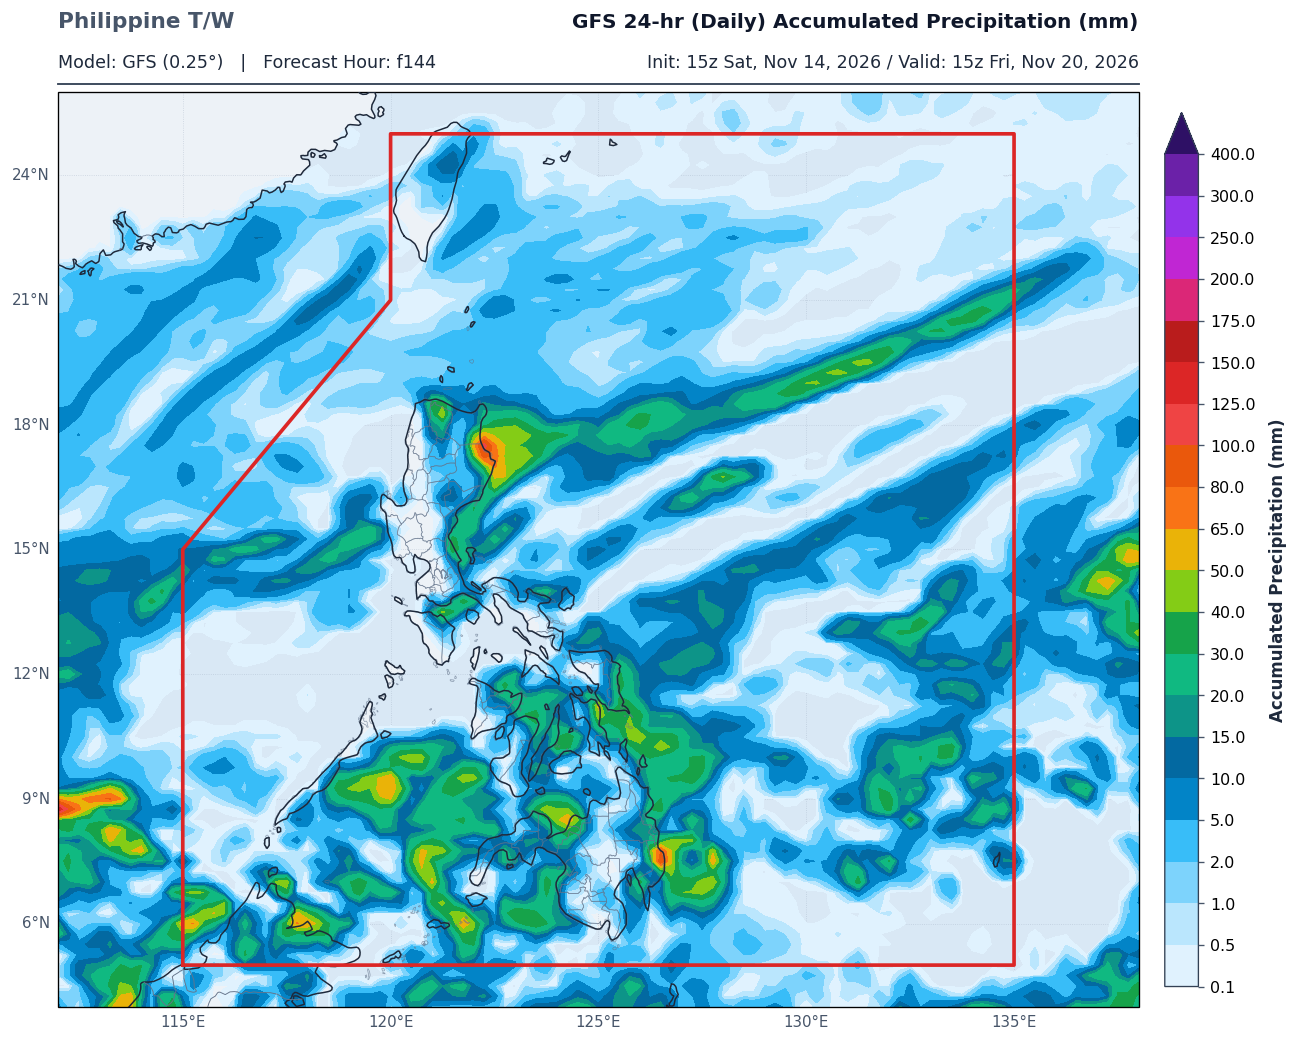 Philippine T/W
GFS 24-hr (Daily) Accumulated Precipitation (mm)
Model: GFS (0.25°) | Forecast Hour: f144
Init: 15z Sat, Nov 14, 2026 / Valid: 15z Fri, Nov 20, 2026
24°N
21°N
18°N
15°N
12°N
9°N
6°N
115°E
120°E
125°E
130°E
135°E
400.0
300.0
250.0
200.0
175.0
150.0
125.0
100.0
80.0
65.0
50.0
40.0
30.0
20.0
15.0
10.0
5.0
2.0
1.0
0.5
0.1
Accumulated Precipitation (mm)